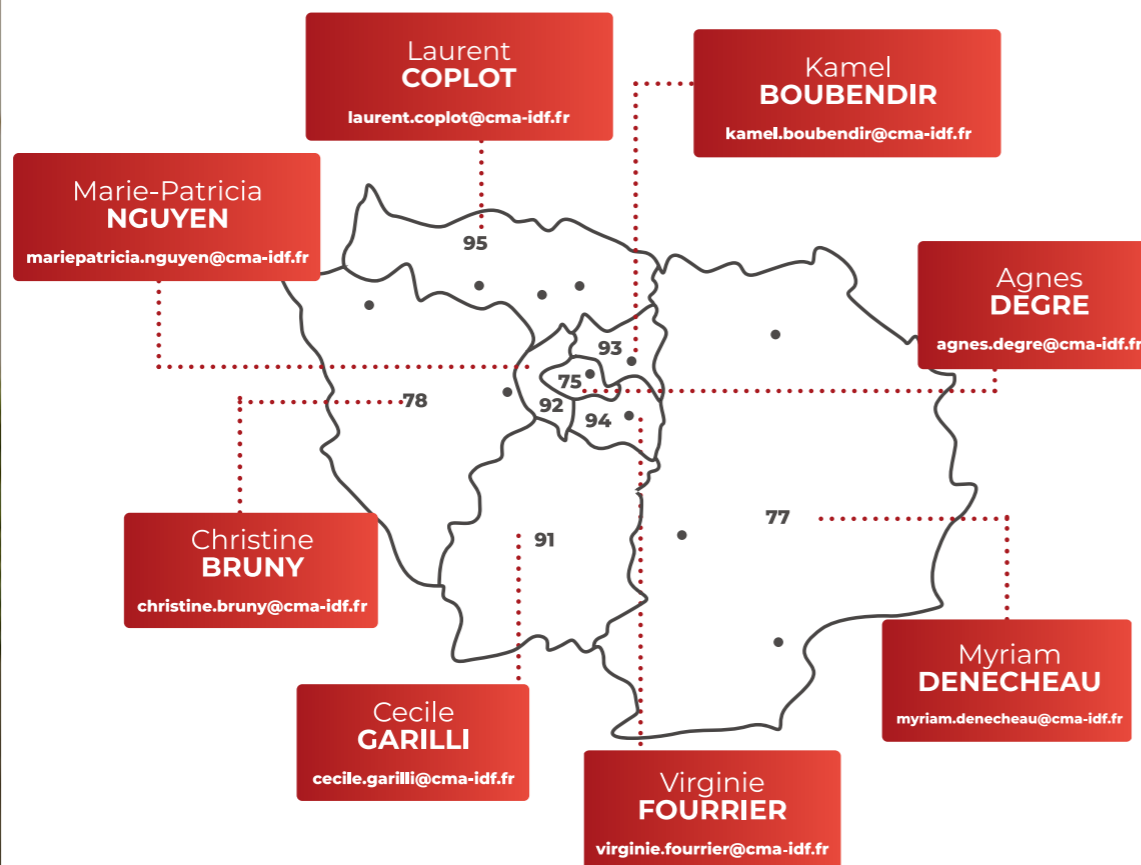 Laurent
COPLOT
laurent.coplot@cma-idf.fr
Kamel
BOUBENDIR
kamel.boubendir@cma-idf.fr
Marie-Patricia
NGUYEN
mariepatricia.nguyen@cma-idf.fr
Agnes
DEGRE
agnes.degre@cma-idf.fr
95
93
75
92
94
78
77
91
Christine
BRUNY
christine.bruny@cma-idf.fr
Myriam
DENECHEAU
myriam.denecheau@cma-idf.fr
Cecile
GARILLI
cecile.garilli@cma-idf.fr
Virginie
FOURRIER
virginie.fourrier@cma-idf.fr